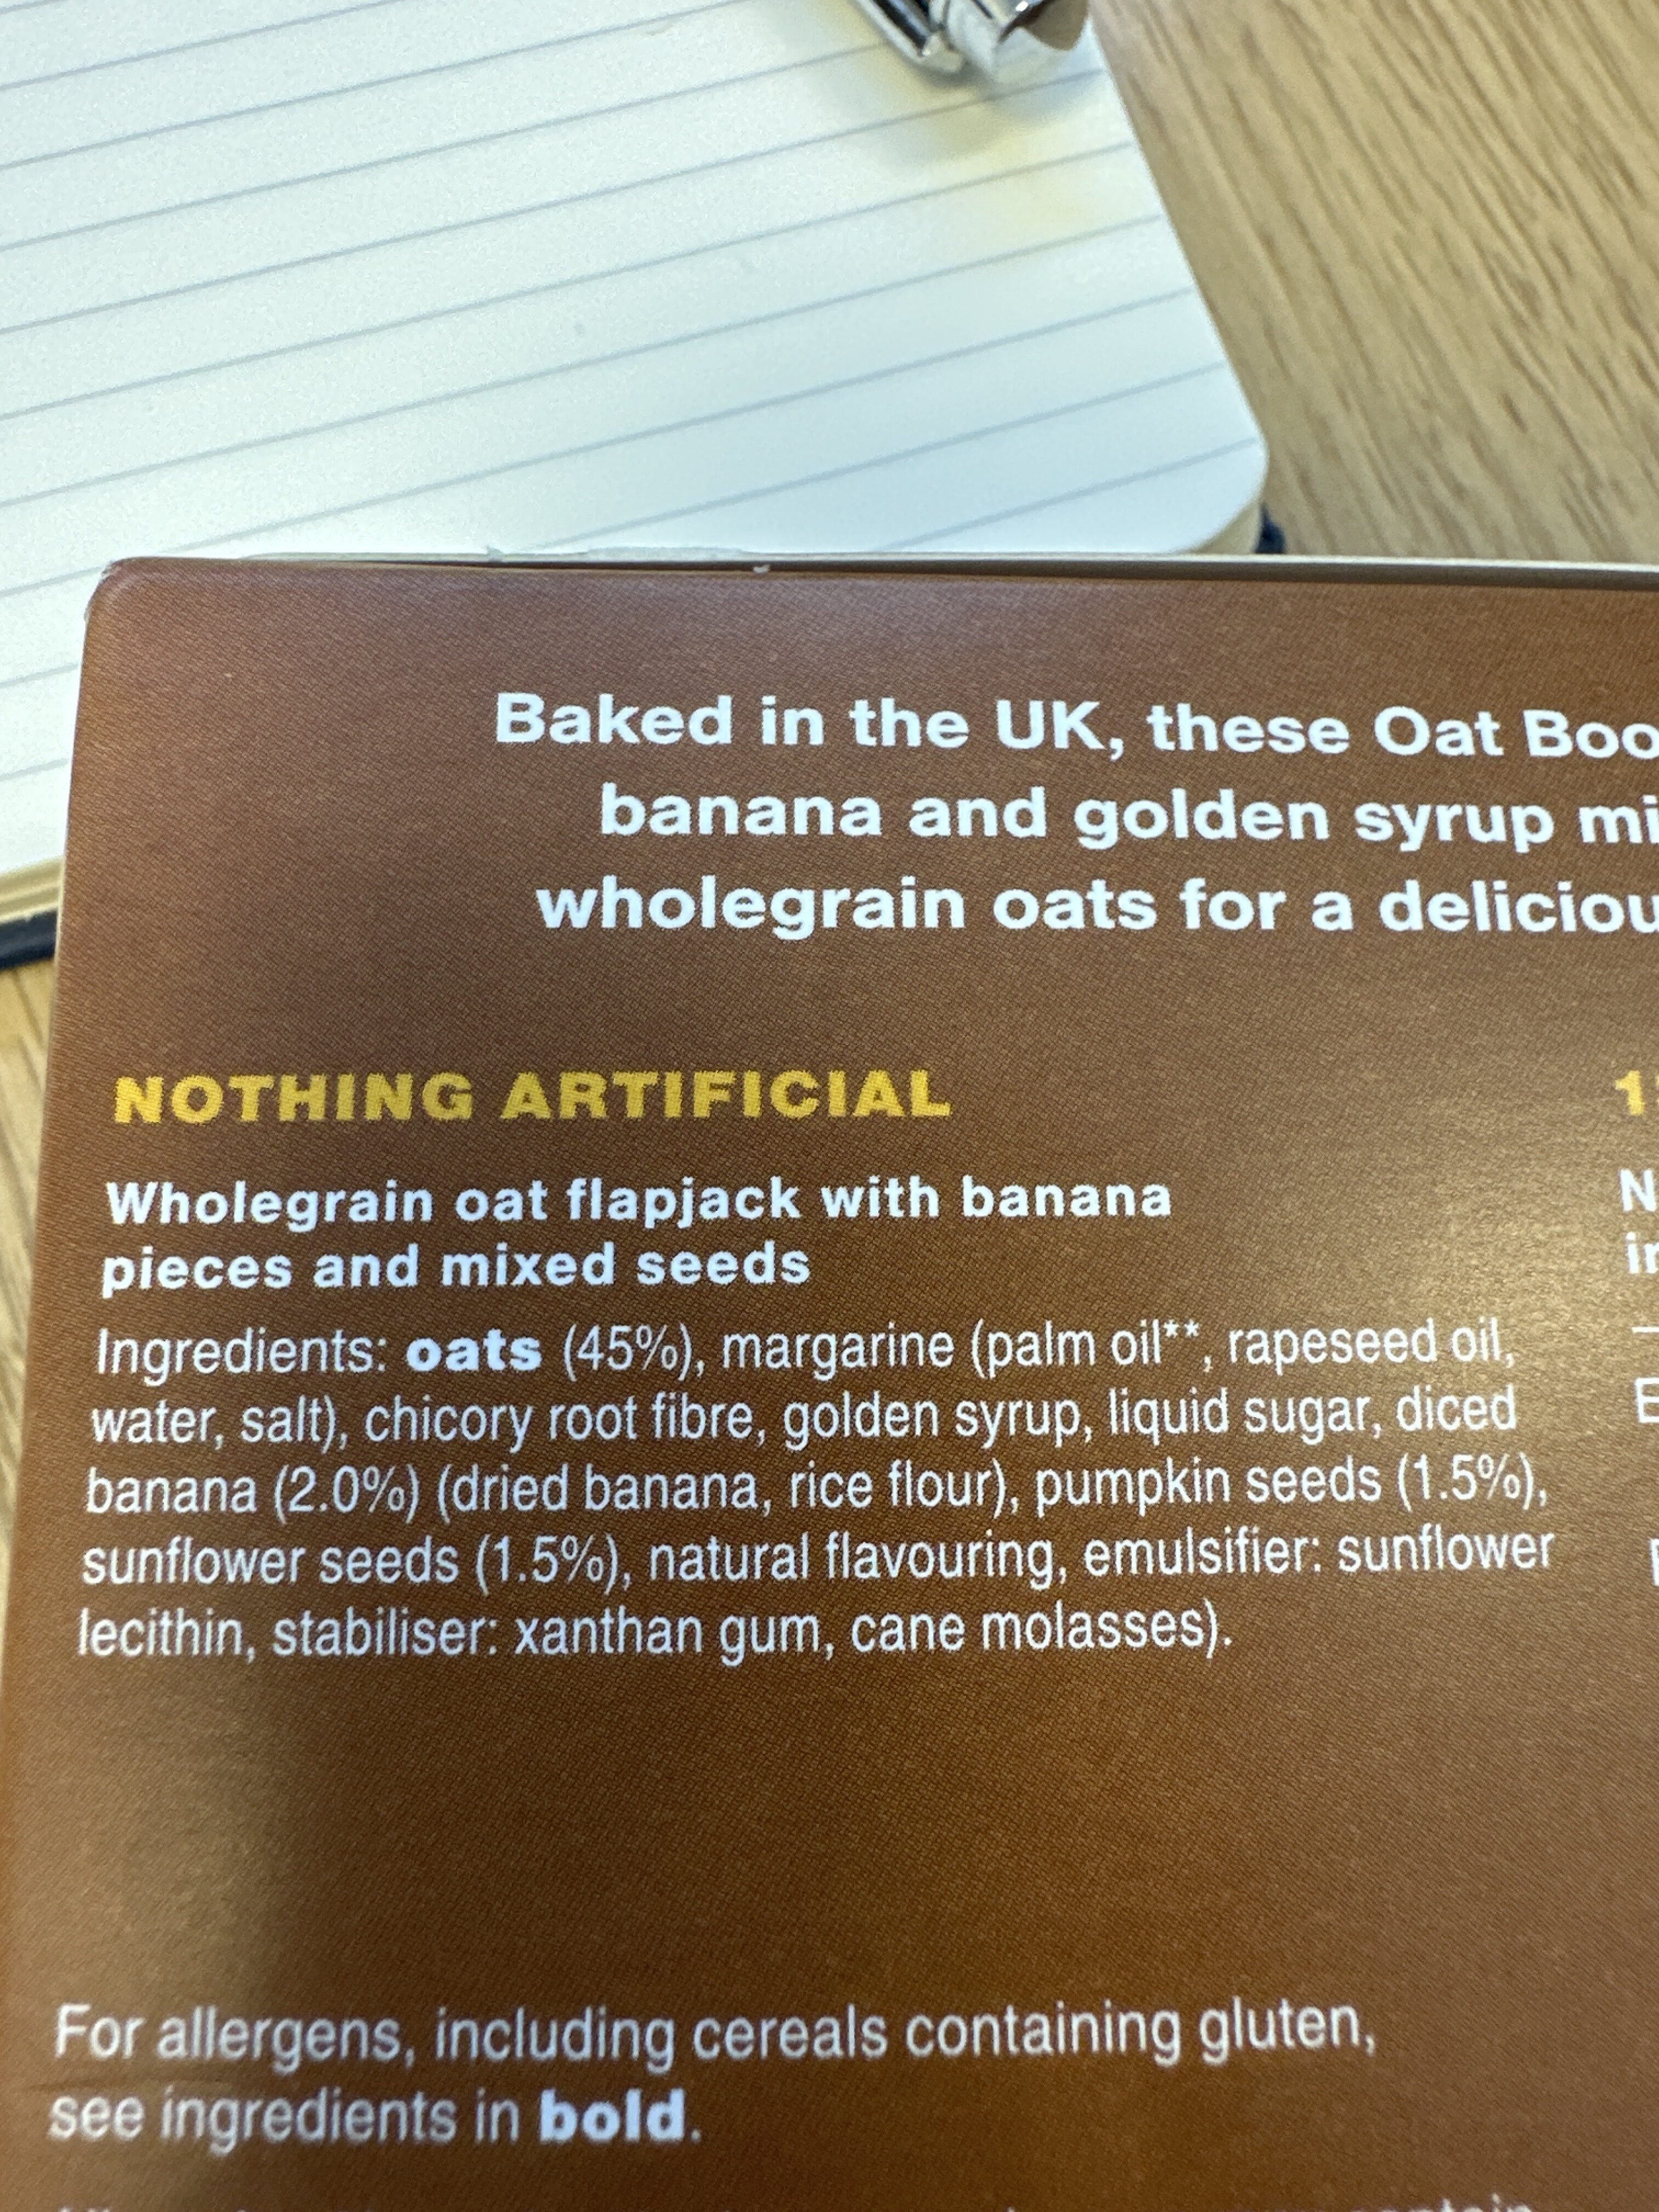 Baked in the UK, these Oat Boo
banana and golden syrup mi
wholegrain oats for a deliciou
NOTHING ARTIFICIAL
Wholegrain oat flapjack with banana
pieces and mixed seeds
Ingredients: oats (45%), margarine (palm oil**, rapeseed oil,
water, salt), chicory root fibre, golden syrup, liquid sugar, diced
banana (2.0%) (dried banana, rice flour), pumpkin seeds (1.5%),
sunflower seeds (1.5%), natural flavouring, emulsifier: sunflower
lecithin, stabiliser: xanthan gum, cane molasses).
For allergens, including cereals containing gluten,
see ingredients in bold.